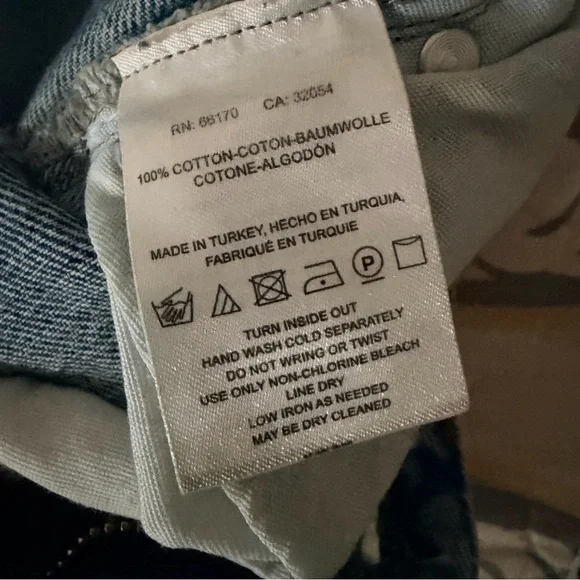 RN: 66170 CA: 32654
100% COTTON-COTON-BAUMWOLLE
COTONE-ALGODÓN
MADE IN TURKEY, HECHO EN TURQUIA,
FABRIQUÉ EN TURQUIE
P
TURN INSIDE OUT
HAND WASH COLD SEPARATELY
DO NOT WRING OR TWIST
USE ONLY NON-CHLORINE BLEACH
LINE DRY
LOW IRON AS NEEDED
MAY BE DRY CLEANED